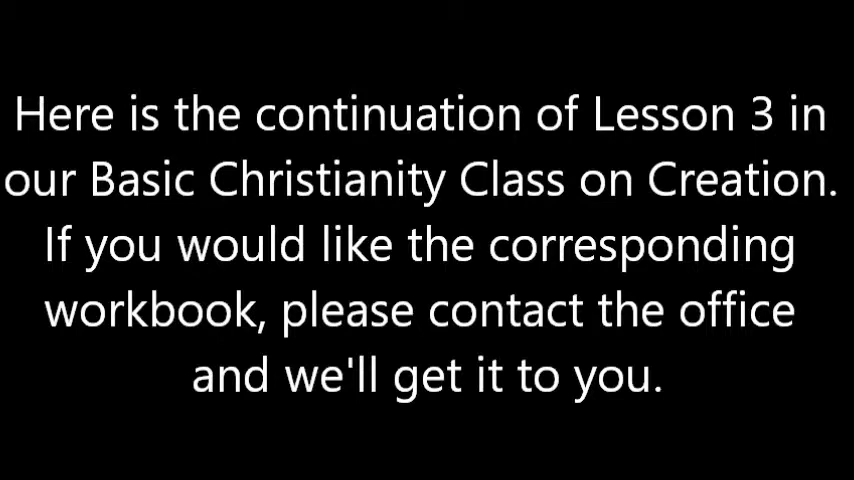 Here is the continuation of Lesson 3 in
our Basic Christianity Class on Creation.
If you would like the corresponding
workbook, please contact the office
and we'll get it to you.